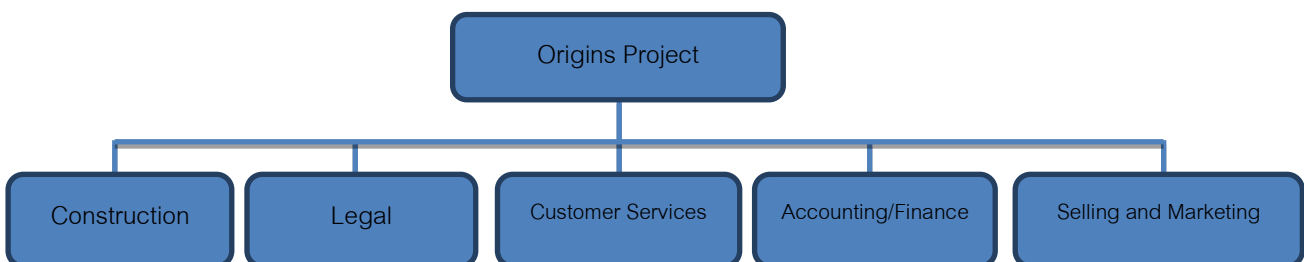 Origins Project
Construction
Legal
Customer Services
Accounting/Finance
Selling and Marketing